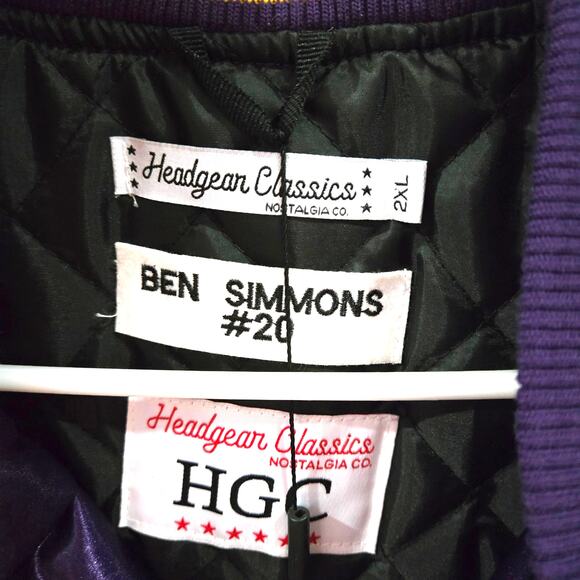 Headgear Classics
NOSTALGIA CO.
2XL
BEN SIMMONS
#20
Headgear Classics
NOSTALGIA CO.
HGC